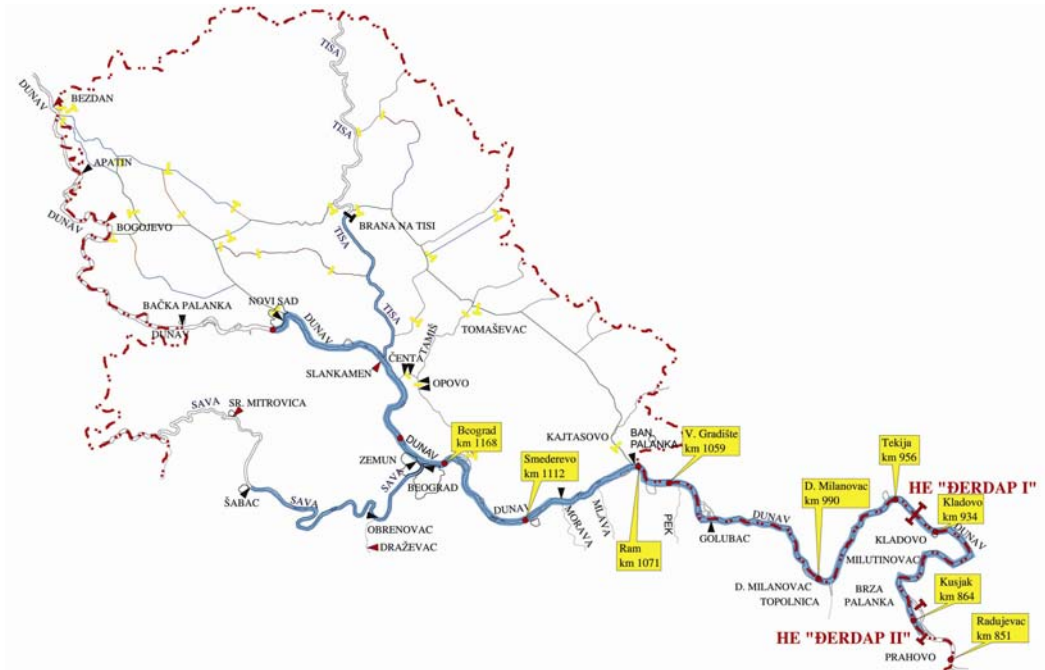 TISA
DUNAV
BEZDAN
TISA
APATIN
DUNAV
BOGOJEVO
BRANA NA TISI
TISA
BAČKA PALANKA
NOVI SAD
DUNAV
DUNAV
TISA
TAMIŠ
TOMAŠEVAC
ČENTA
SLANKAMEN
OPOVO
SAVA
SR. MITROVICA
DUNAV
Beograd
km 1168
KAJTASOVO
BAN.
PALANKA
V. Gradište
km 1059
Tekija
km 956
ZEMUN
Smederevo
km 1112
SAVA
BEOGRAD
D. Milanovac
km 990
HE "ĐERDAP I"
Kladovo
km 934
ŠABAC
SAVA
DUNAV
MORAVA
MLAVA
PEK
DUNAV
DUNAV
OBRENOVAC
GOLUBAC
KLADOVO
DRAŽEVAC
Ram
km 1071
MILUTINOVAC
D. MILANOVAC
TOPOLNICA
BRZA
PALANKA
Kusjak
km 864
Radujevac
km 851
HE "ĐERDAP II"
PRAHOVO